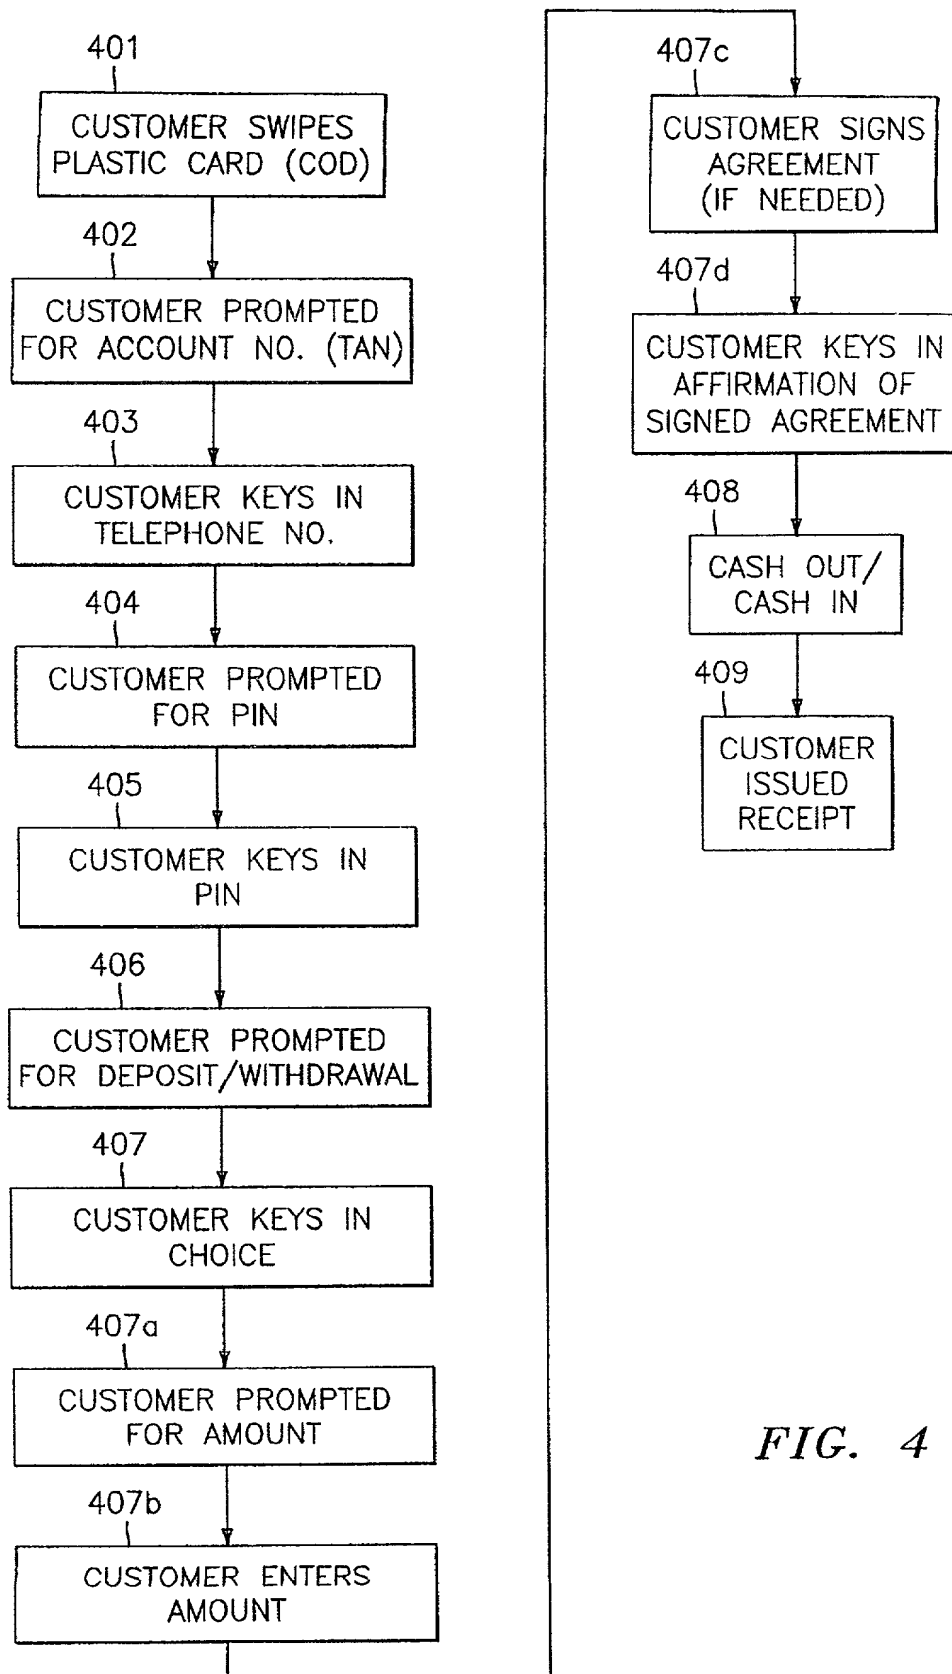 401
CUSTOMER SWIPES
PLASTIC CARD (COD)
402
CUSTOMER PROMPTED
FOR ACCOUNT NO. (TAN)
403
CUSTOMER KEYS IN
TELEPHONE NO.
404
CUSTOMER PROMPTED
FOR PIN
405
CUSTOMER KEYS IN
PIN
406
CUSTOMER PROMPTED
FOR DEPOSIT/WITHDRAWAL
407
CUSTOMER KEYS IN
CHOICE
407a
CUSTOMER PROMPTED
FOR AMOUNT
407b
CUSTOMER ENTERS
AMOUNT
407c
CUSTOMER SIGNS
AGREEMENT
(IF NEEDED)
407d
CUSTOMER KEYS IN
AFFIRMATION OF
SIGNED AGREEMENT
408
CASH OUT/
CASH IN
409
CUSTOMER
ISSUED
RECEIPT
FIG. 4